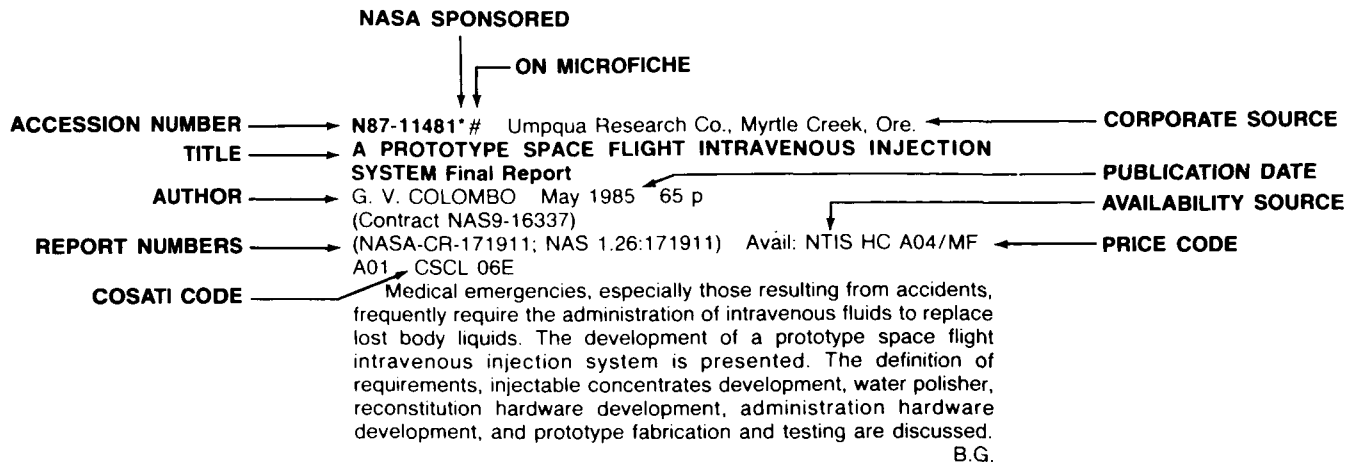 NASA SPONSORED
ON MICROFICHE
ACCESSION NUMBER N87-11481*# Umpqua Research Co., Myrtle Creek, Ore. CORPORATE SOURCE
TITLE A PROTOTYPE SPACE FLIGHT INTRAVENOUS INJECTION
SYSTEM Final Report PUBLICATION DATE
AUTHOR G. V. COLOMBO May 1985 65 p AVAILABILITY SOURCE
(Contract NAS9-16337)
REPORT NUMBERS (NASA-CR-171911; NAS 1.26:171911) Avail: NTIS HC A04/MF PRICE CODE
A01 CSCL 06E
COSATI CODE
Medical emergencies, especially those resulting from accidents,
frequently require the administration of intravenous fluids to replace
lost body liquids. The development of a prototype space flight
intravenous injection system is presented. The definition of
requirements, injectable concentrates development, water polisher,
reconstitution hardware development, administration hardware
development, and prototype fabrication and testing are discussed.
B.G.